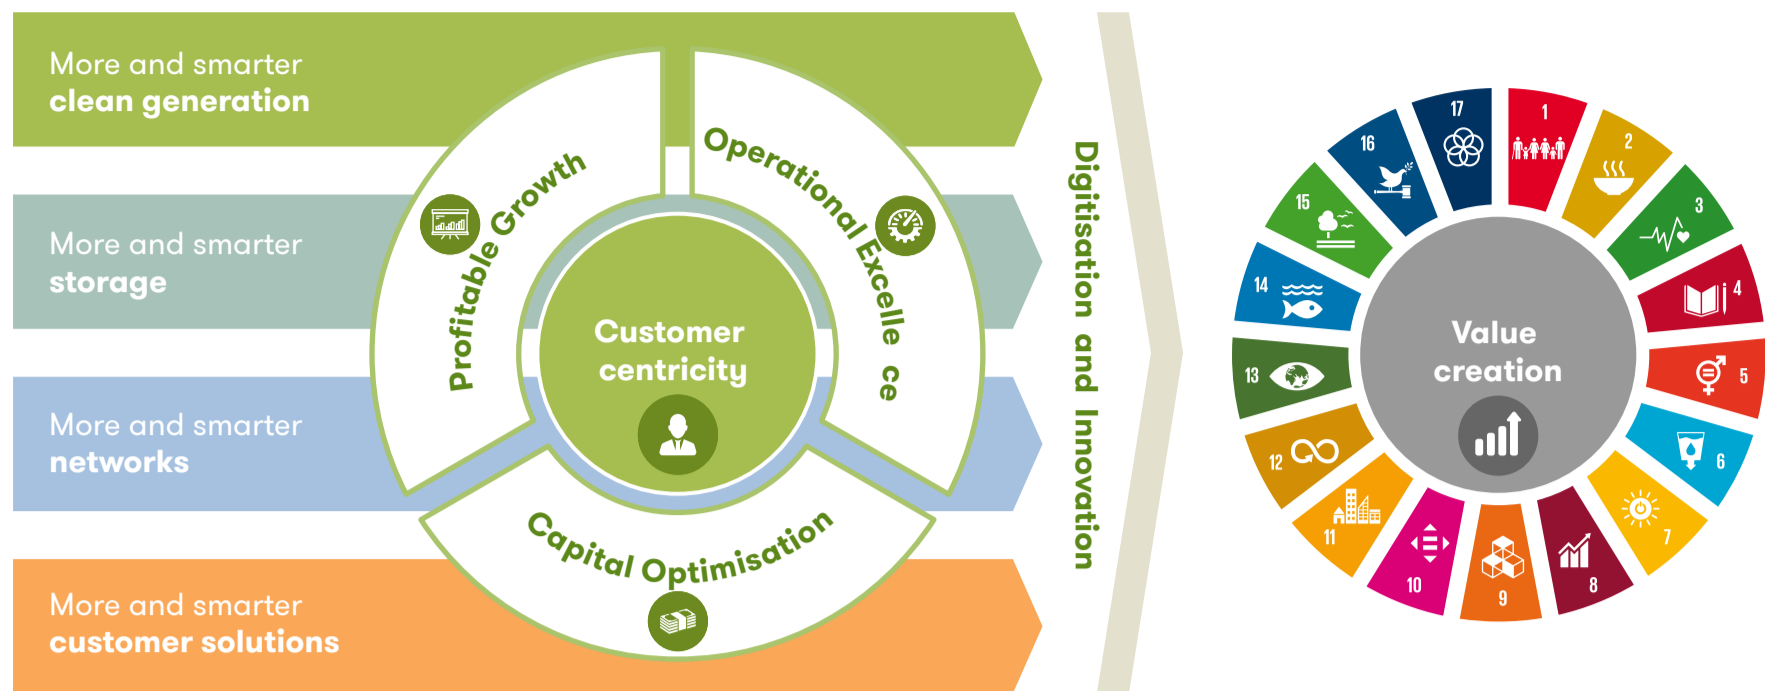 More and smarter
clean generation
More and smarter
storage
More and smarter
networks
More and smarter
customer solutions
Profitable Growth
Operational Excelle ce
Capital Optimisation
Customer
centricity
Digitisation and Innovation
Value
creation
1
2
3
4
5
6
7
8
9
10
11
12
13
14
15
16
17